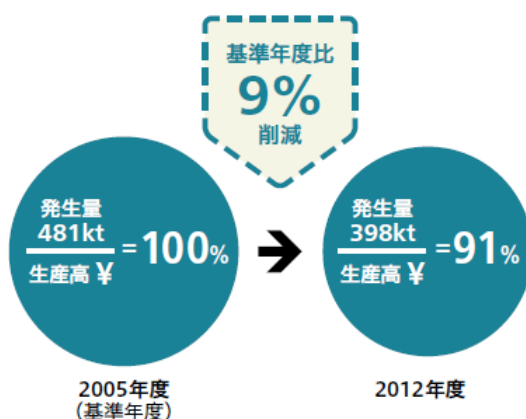 基準年度比
9%
削減
発生量
481kt
生産高 ¥
=100%
発生量
398kt
生産高 ¥
=91%
2005年度
（基準年度）
2012年度